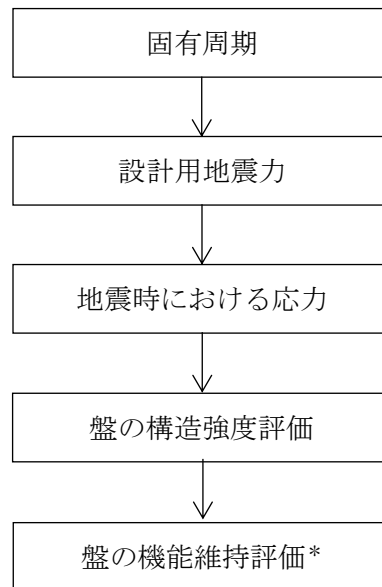 固有周期
設計用地震力
地震時における応力
盤の構造強度評価
盤の機能維持評価*